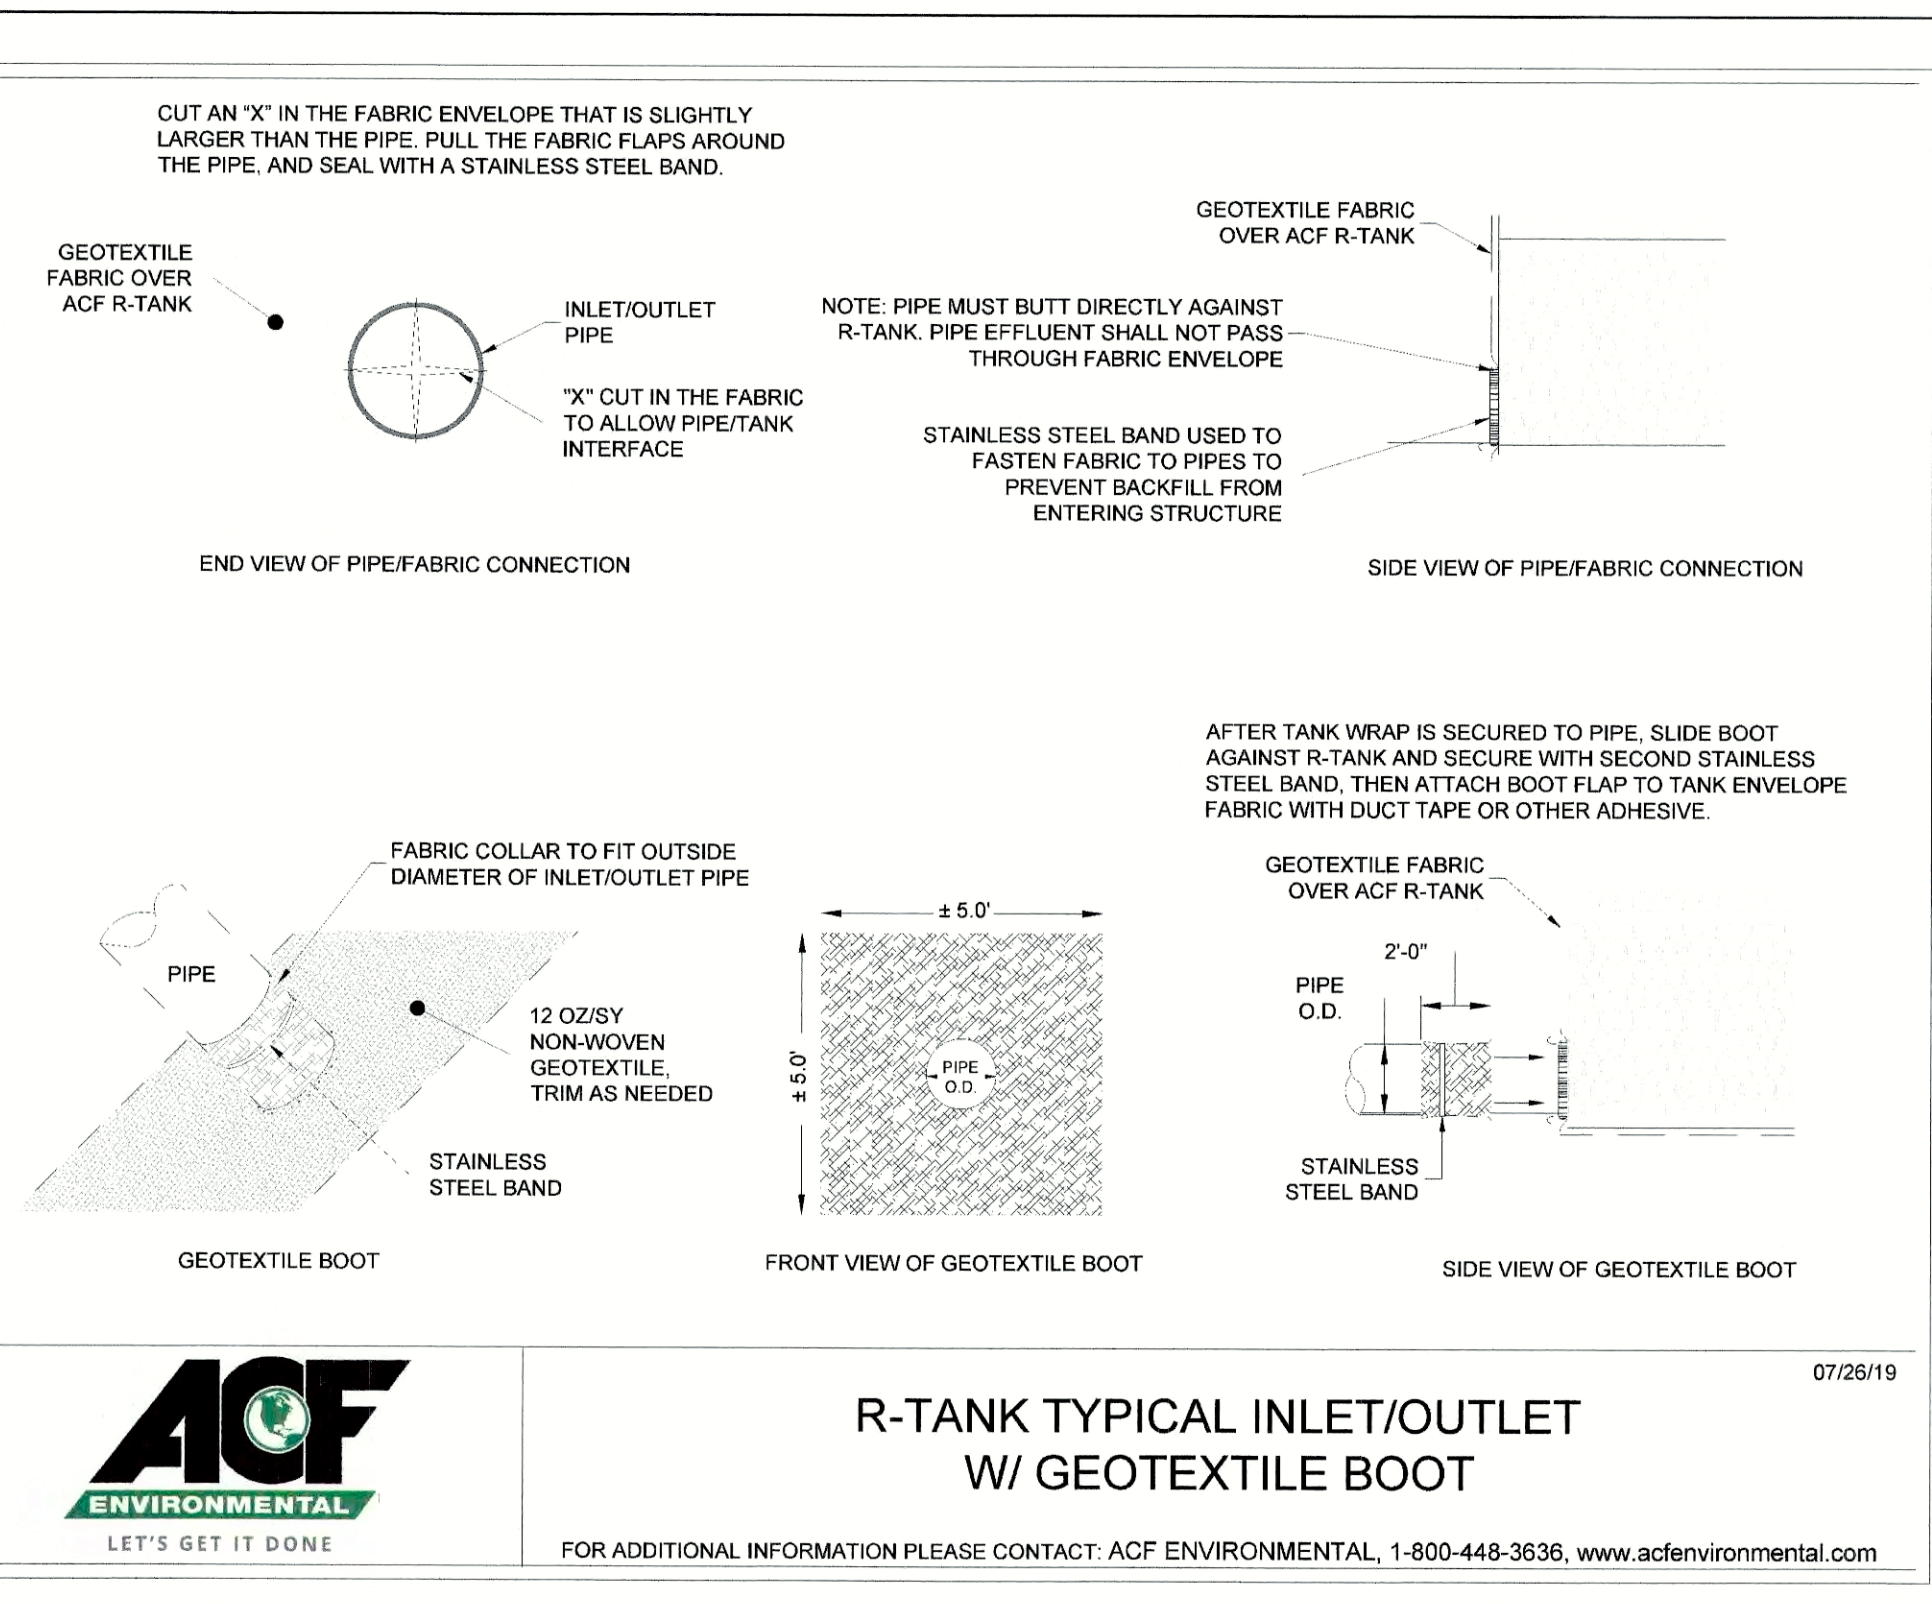 CUT AN “X” IN THE FABRIC ENVELOPE THAT IS SLIGHTLY
LARGER THAN THE PIPE. PULL THE FABRIC FLAPS AROUND
THE PIPE, AND SEAL WITH A STAINLESS STEEL BAND.
GEOTEXTILE
FABRIC OVER
ACF R-TANK
INLET/OUTLET
PIPE
"X" CUT IN THE FABRIC
TO ALLOW PIPE/TANK
INTERFACE
END VIEW OF PIPE/FABRIC CONNECTION
GEOTEXTILE FABRIC
OVER ACF R-TANK
NOTE: PIPE MUST BUTT DIRECTLY AGAINST
R-TANK. PIPE EFFLUENT SHALL NOT PASS
THROUGH FABRIC ENVELOPE
STAINLESS STEEL BAND USED TO
FASTEN FABRIC TO PIPES TO
PREVENT BACKFILL FROM
ENTERING STRUCTURE
SIDE VIEW OF PIPE/FABRIC CONNECTION
FABRIC COLLAR TO FIT OUTSIDE
DIAMETER OF INLET/OUTLET PIPE
PIPE
12 OZ/SY
NON-WOVEN
GEOTEXTILE,
TRIM AS NEEDED
STAINLESS
STEEL BAND
GEOTEXTILE BOOT
± 5.0'
± 5.0'
PIPE
O.D.
FRONT VIEW OF GEOTEXTILE BOOT
AFTER TANK WRAP IS SECURED TO PIPE, SLIDE BOOT
AGAINST R-TANK AND SECURE WITH SECOND STAINLESS
STEEL BAND, THEN ATTACH BOOT FLAP TO TANK ENVELOPE
FABRIC WITH DUCT TAPE OR OTHER ADHESIVE.
GEOTEXTILE FABRIC
OVER ACF R-TANK
2'-0"
PIPE
O.D.
STAINLESS
STEEL BAND
SIDE VIEW OF GEOTEXTILE BOOT
ACF
ENVIRONMENTAL
LET'S GET IT DONE
07/26/19
R-TANK TYPICAL INLET/OUTLET
W/ GEOTEXTILE BOOT
FOR ADDITIONAL INFORMATION PLEASE CONTACT: ACF ENVIRONMENTAL, 1-800-448-3636, www.acfenvironmental.com